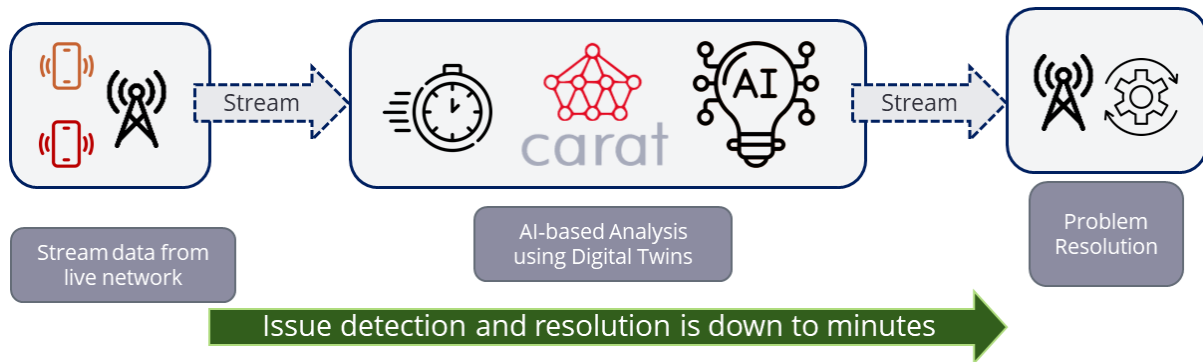 Stream
AI
carat
Stream
Stream data from
live network
AI-based Analysis
using Digital Twins
Problem
Resolution
Issue detection and resolution is down to minutes